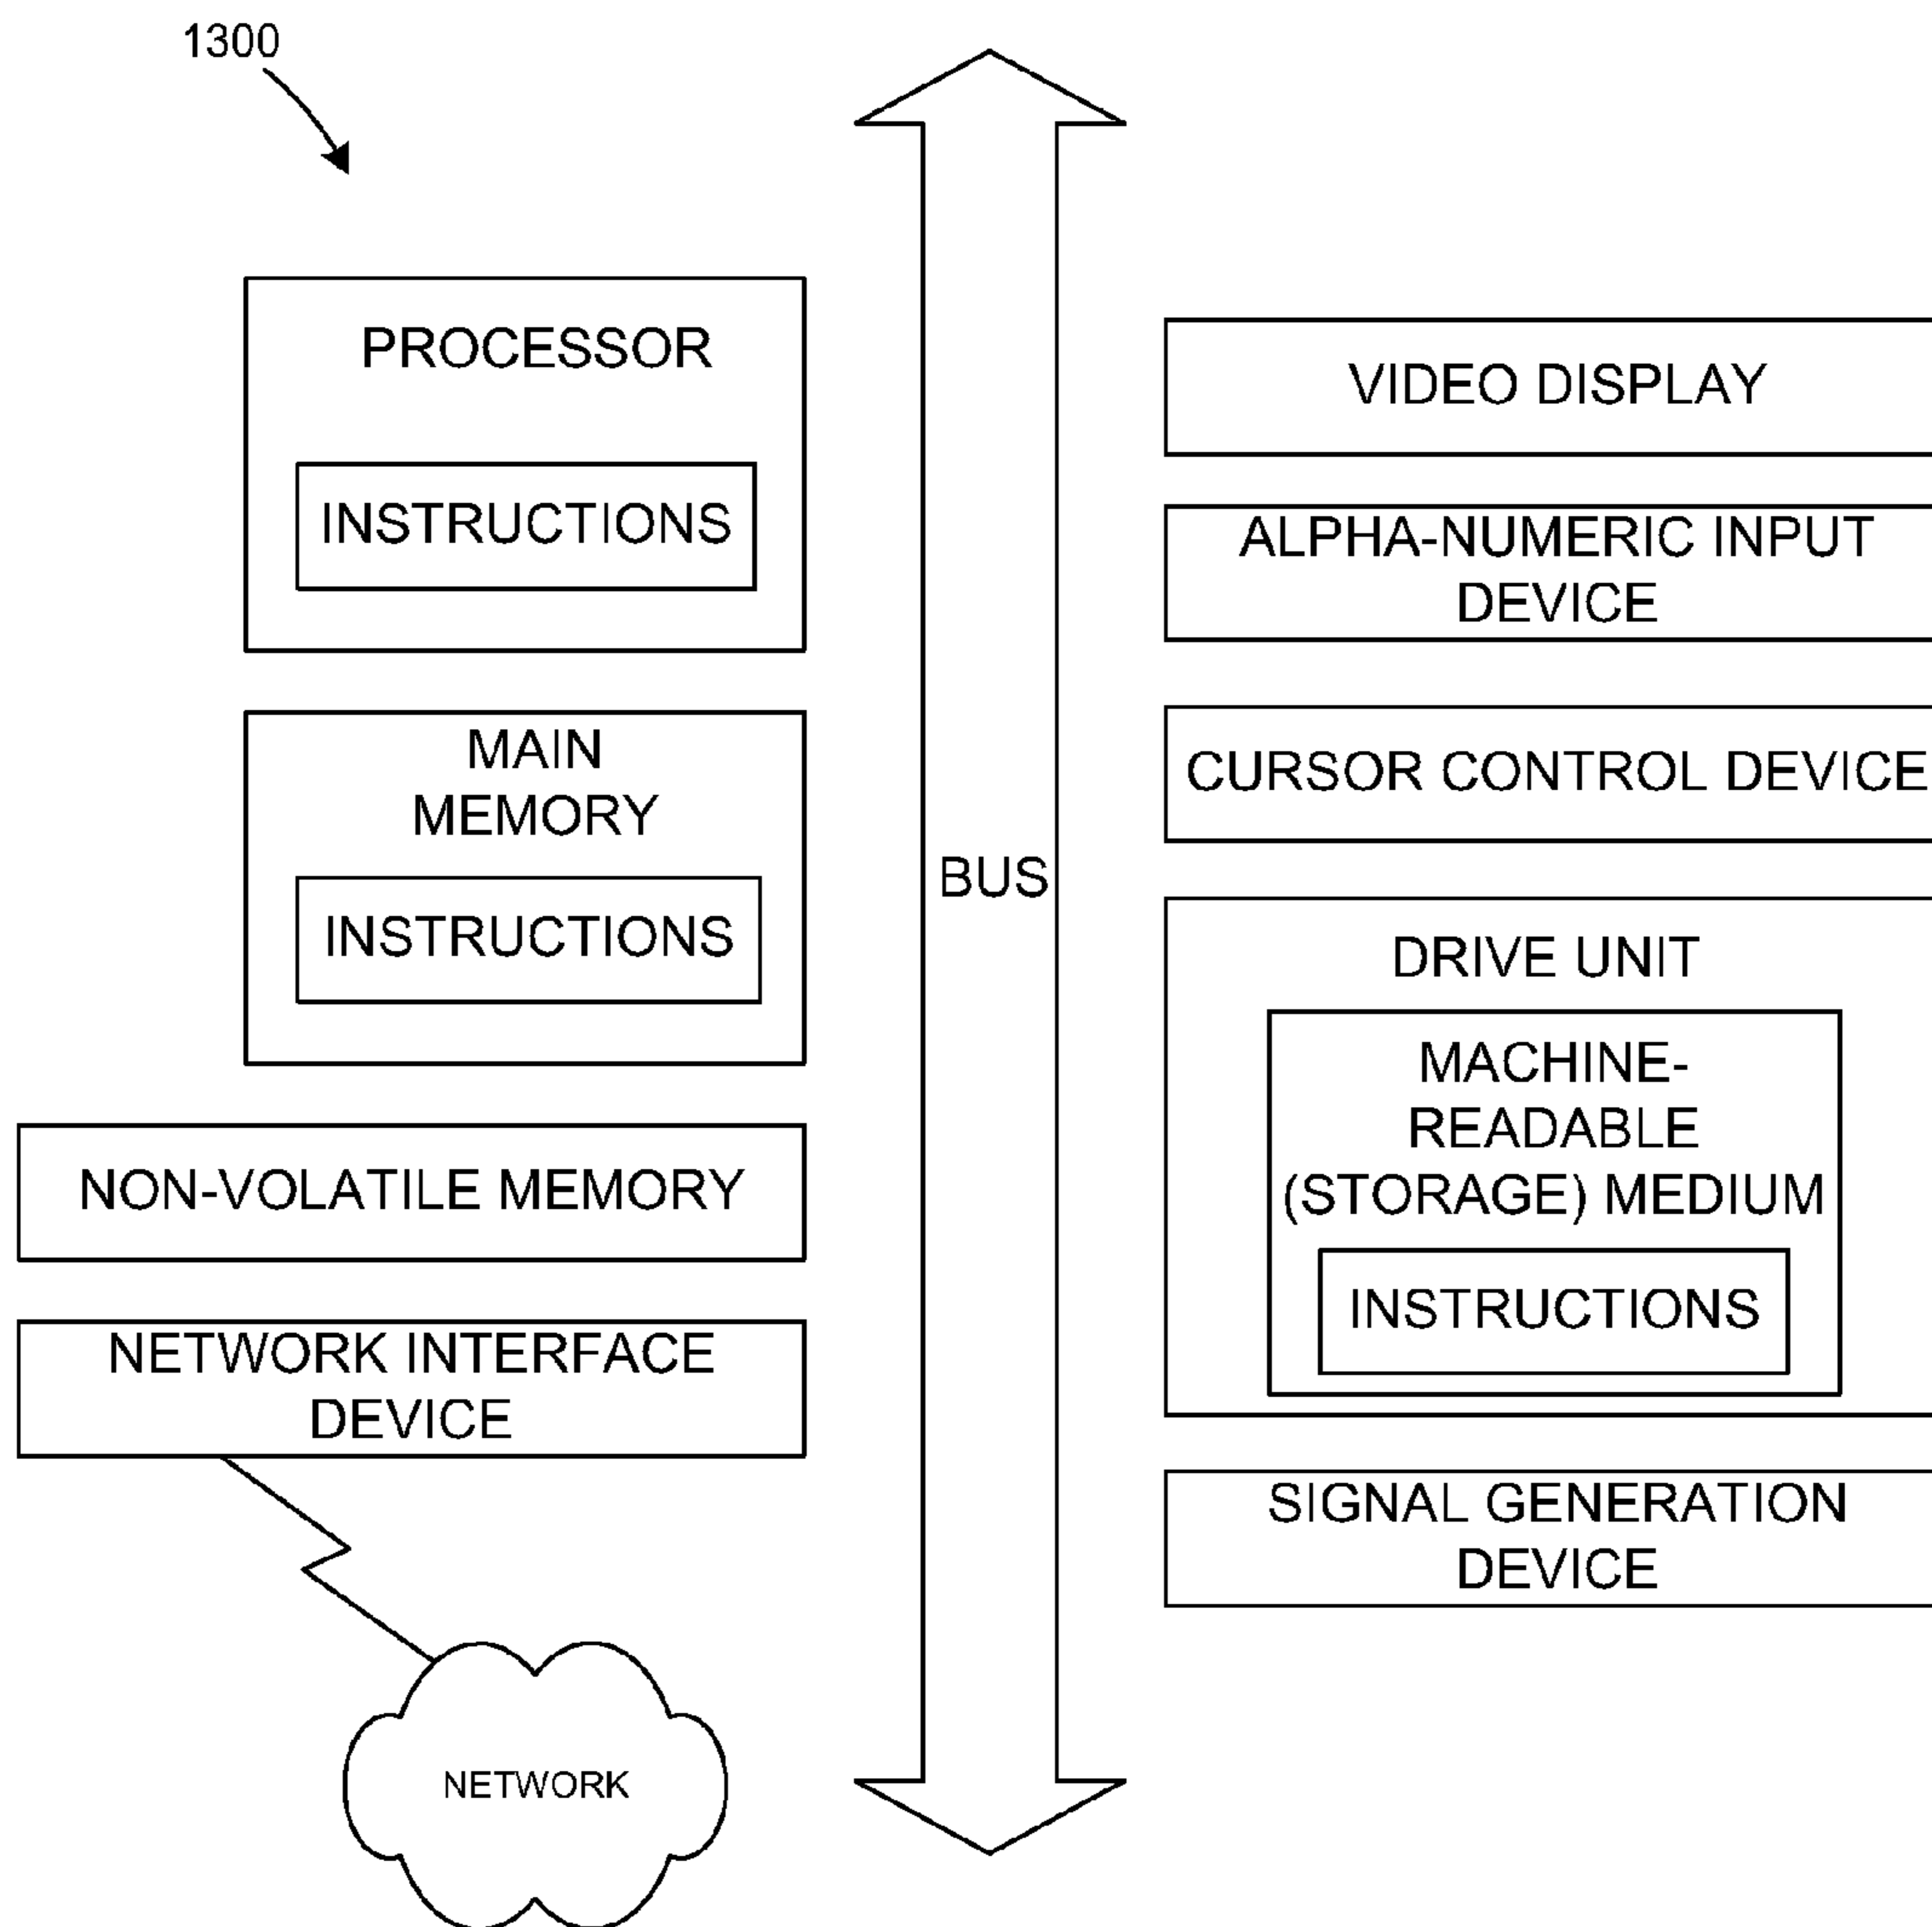 1300
PROCESSOR
INSTRUCTIONS
MAIN
MEMORY
INSTRUCTIONS
NON-VOLATILE MEMORY
NETWORK INTERFACE
DEVICE
NETWORK
BUS
VIDEO DISPLAY
ALPHA-NUMERIC INPUT
DEVICE
CURSOR CONTROL DEVICE
DRIVE UNIT
MACHINE-
READABLE
(STORAGE) MEDIUM
INSTRUCTIONS
SIGNAL GENERATION
DEVICE